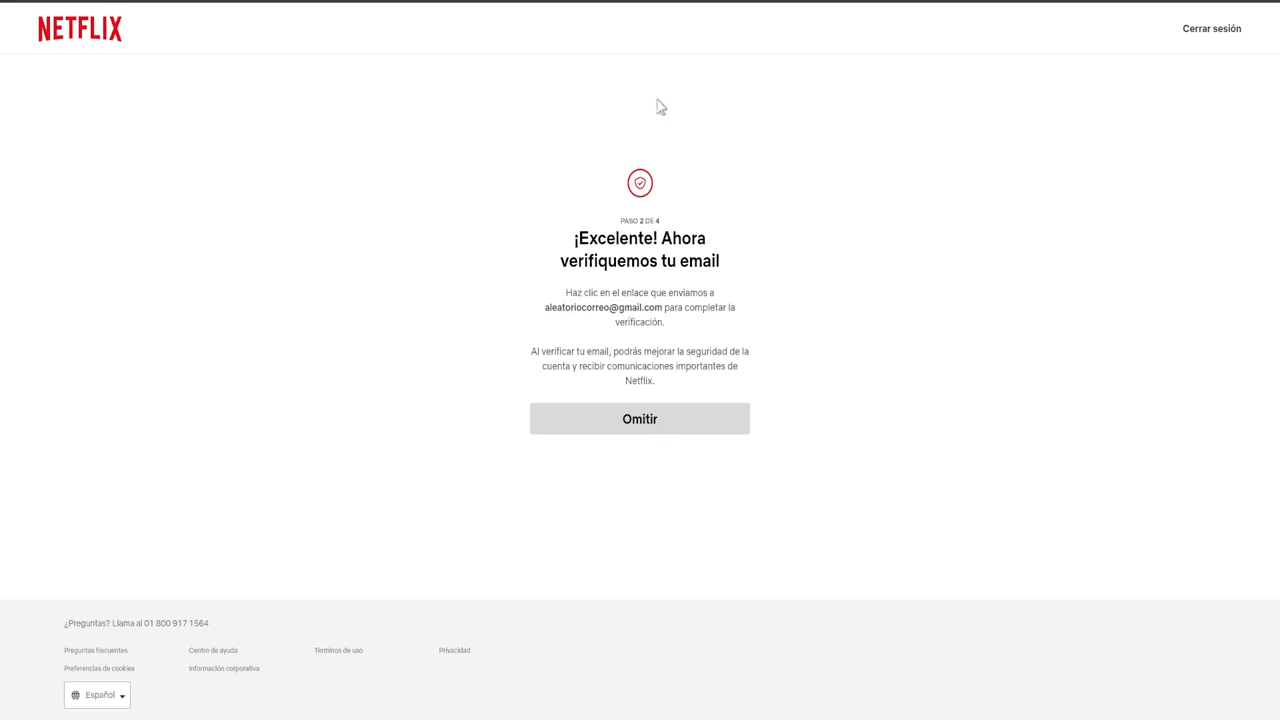 NETFLIX
Cerrar sesión
PASO 2 DE 4
¡Excelente! Ahora
verifiquemos tu email
Haz clic en el enlace que enviamos a
aleatoriocorreo@gmail.com para completar la
verificación.
Al verificar tu email, podrás mejorar la seguridad de la
cuenta y recibir comunicaciones importantes de
Netflix.
Omitir
¿Preguntas? Llama al 01 800 917 1564
Preguntas frecuentes
Centro de ayuda
Términos de uso
Privacidad
Preferencias de cookies
Información corporativa
Español